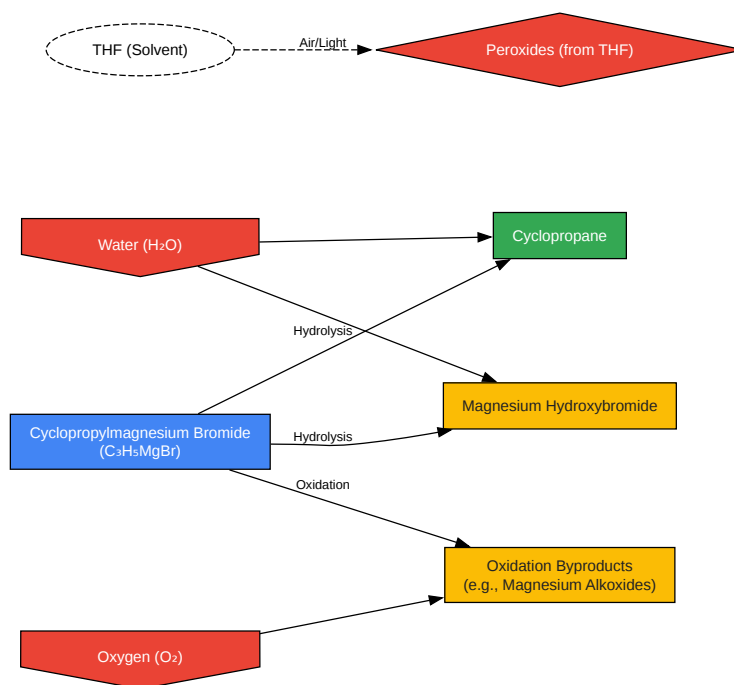 THF (Solvent)
Air/Light
Peroxides (from THF)
Water (H₂O)
Cyclopropane
Hydrolysis
Magnesium Hydroxybromide
Cyclopropylmagnesium Bromide
(C₃H₅MgBr)
Hydrolysis
Oxidation
Oxidation Byproducts
(e.g., Magnesium Alkoxides)
Oxygen (O₂)